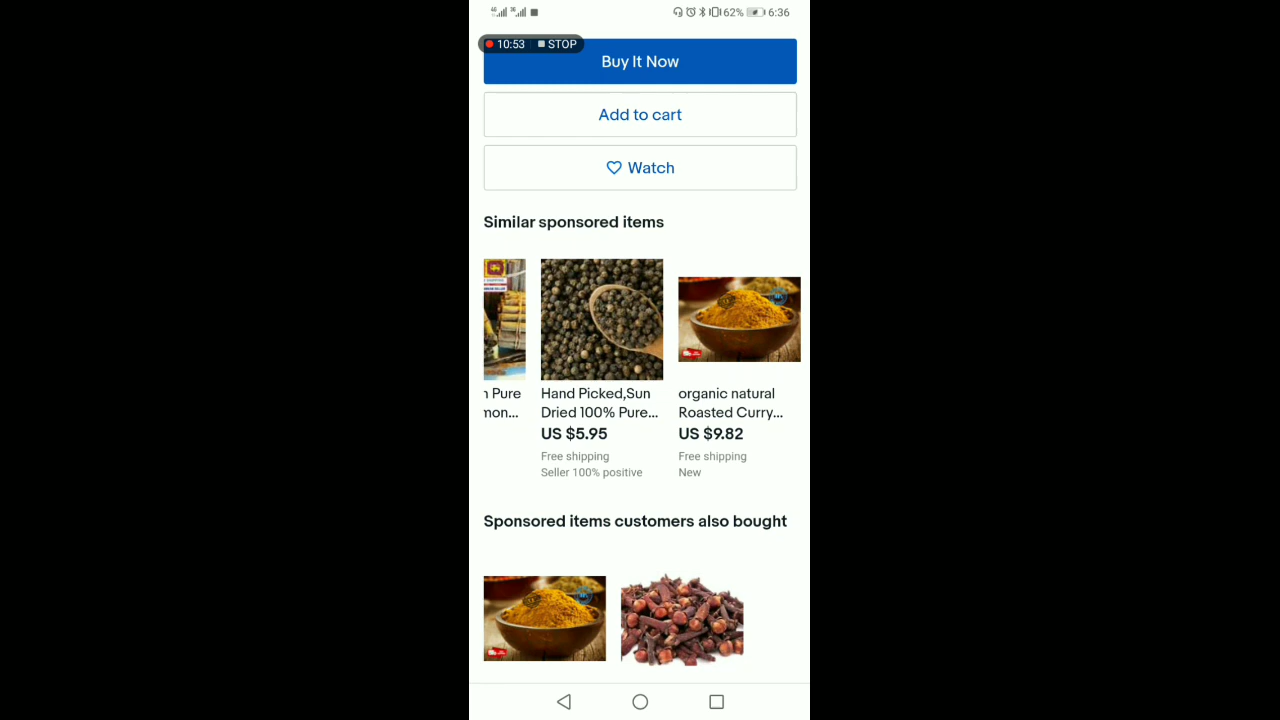 10:53 STOP
62% 6:36
Buy It Now
Add to cart
Watch
Similar sponsored items
Pure
mon...
Hand Picked,Sun
Dried 100% Pure...
US $5.95
Free shipping
Seller 100% positive
organic natural
Roasted Curry...
US $9.82
Free shipping
New
Sponsored items customers also bought